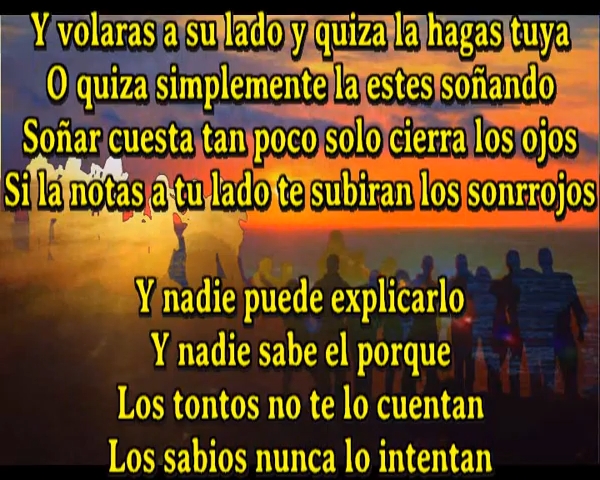 Y volaras a su lado y quiza la hagas tuya
O quiza simplemente la estes soñando
Soñar cuesta tan poco solo cierra los ojos
Si la notas a tu lado te subiran los sonrrojos
Y nadie puede explicarlo
Y nadie sabe el porque
Los tontos no te lo cuentan
Los sabios nunca lo intentan